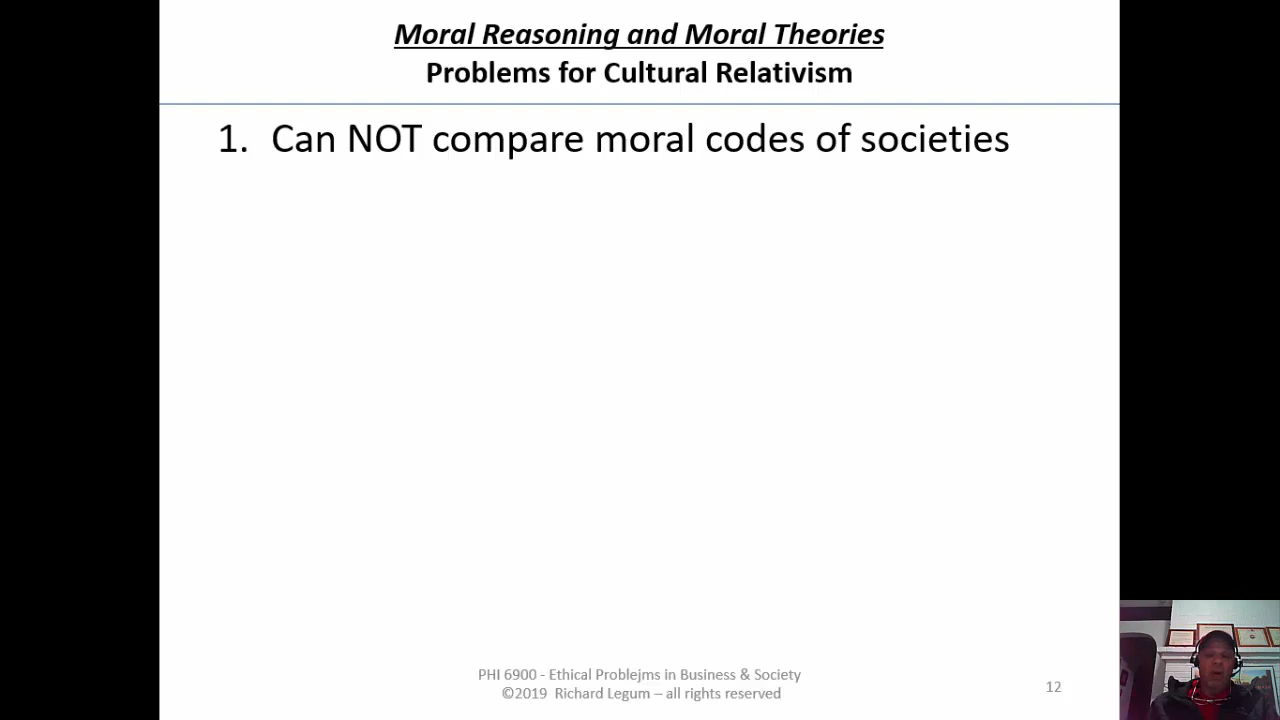 Moral Reasoning and Moral Theories
Problems for Cultural Relativism
1. Can NOT compare moral codes of societies
PHI 6900 - Ethical Problejms in Business & Society
©2019 Richard Legum – all rights reserved
12